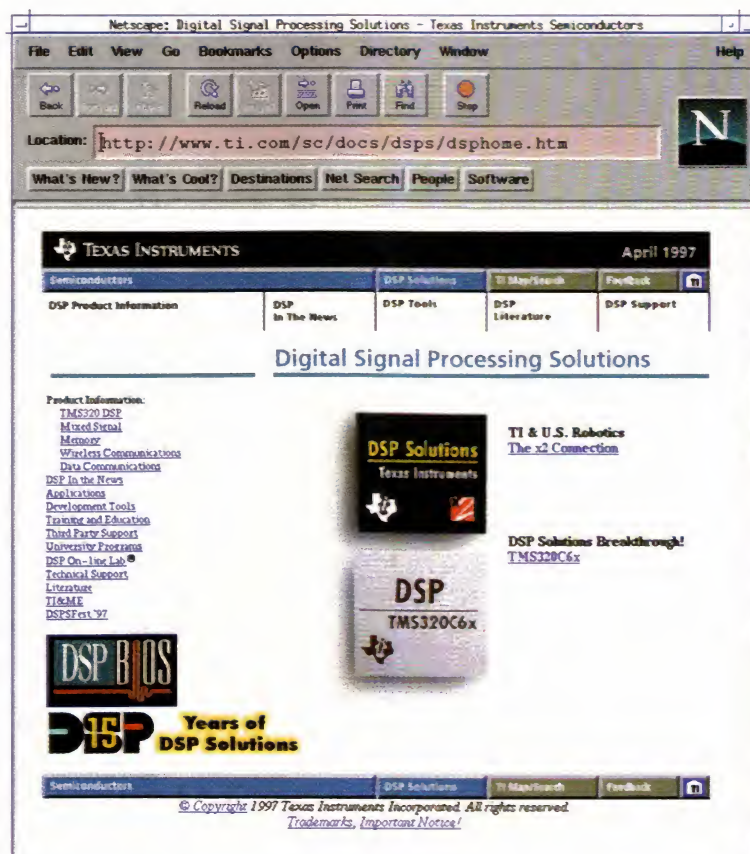 Netscape: Digital Signal Processing Solutions - Texas Instruments Semiconductors
File Edit View Go Bookmarks Options Directory Window Help
Back Reload Open Print Find Stop
Location: http://www.ti.com/sc/docs/dsps/dsphome.htm
N
What's New? What's Cool? Destinations Net Search People Software
TEXAS INSTRUMENTS April 1997
Semiconductors DSP Solutions TI Map/Search Feedback TI
DSP Product Information DSP In The News DSP Tools DSP Literature DSP Support
Digital Signal Processing Solutions
Product Information:
TMS320 DSP
Mixed Signal
Memory
Wireless Communications
Data Communications
DSP In the News
Applications
Development Tools
Training and Education
Third Party Support
University Programs
DSP On-line Lab
Technical Support
Literature
TI&ME
DSPSFest '97
DSP Solutions
Texas Instruments
TI & U.S. Robotics
The x2 Connection
DSP
TMS320C6x
DSP Solutions Breakthrough!
TMS320C6x
DSP BIOS
DSP 15 Years of
DSP Solutions
Semiconductors DSP Solutions TI Map/Search Feedback TI
© Copyright 1997 Texas Instruments Incorporated. All rights reserved.
Trademarks, Important Notice!